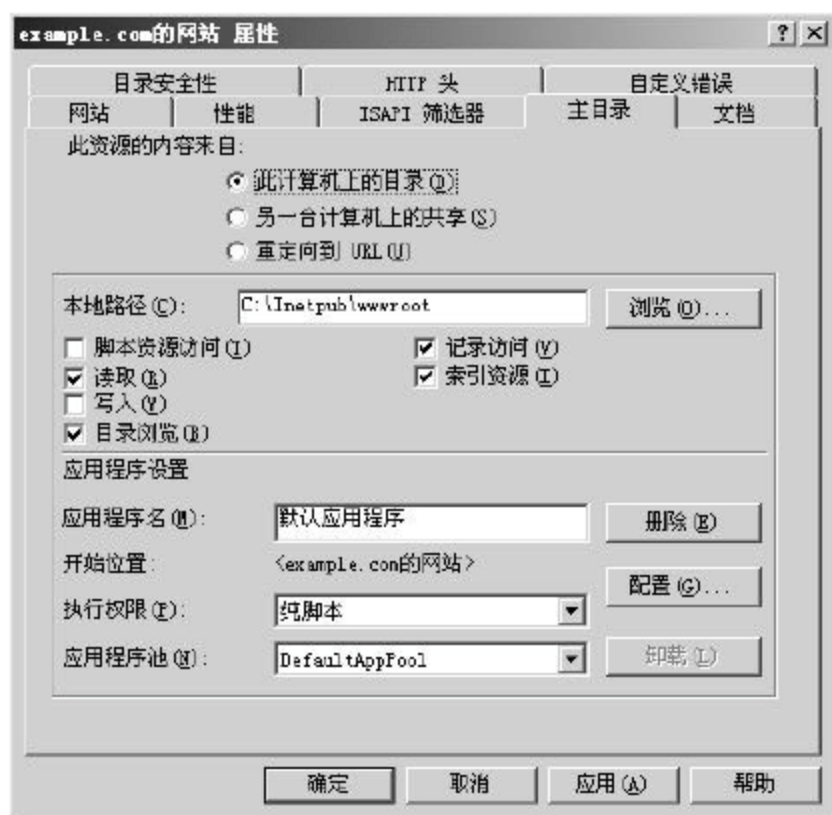 example.com的网站 属性
目录安全性 HTTP 头 自定义错误
网站 性能 ISAPI 筛选器 主目录 文档
此资源的内容来自:
此计算机上的目录(D)
另一台计算机上的共享(S)
重定向到 URL(U)
本地路径(C): C:\Inetpub\wwwroot 浏览(O)...
脚本资源访问(T) 记录访问(V)
读取(R) 索引资源(I)
写入(W)
目录浏览(B)
应用程序设置
应用程序名(M): 默认应用程序 删除(E)
开始位置: <example.com的网站>
配置(G)...
执行权限(P): 纯脚本
应用程序池(N): DefaultAppPool 卸载(L)
确定 取消 应用(A) 帮助